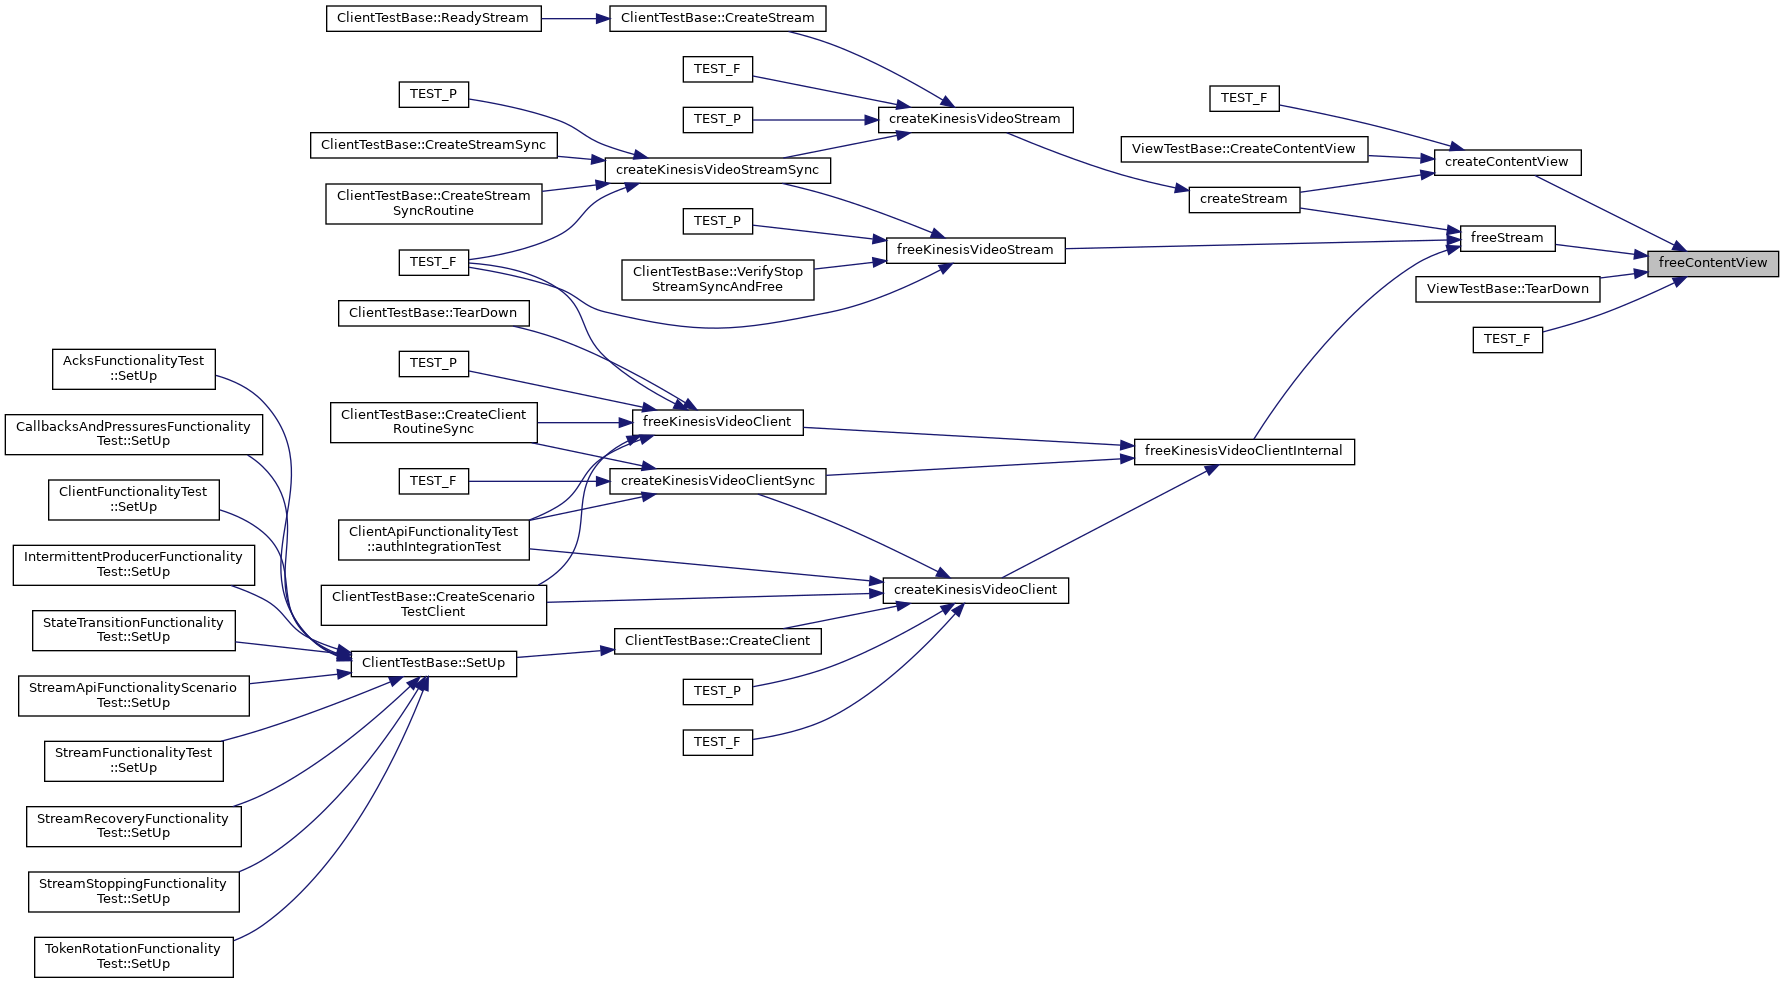 ClientTestBase::ReadyStream
ClientTestBase::CreateStream
TEST_F
TEST_P
TEST_F
TEST_P
createKinesisVideoStream
ClientTestBase::CreateStreamSync
ViewTestBase::CreateContentView
createContentView
createKinesisVideoStreamSync
ClientTestBase::CreateStream
SyncRoutine
createStream
TEST_P
freeStream
freeKinesisVideoStream
TEST_F
freeContentView
ClientTestBase::VerifyStop
StreamSyncAndFree
ViewTestBase::TearDown
ClientTestBase::TearDown
TEST_F
AcksFunctionalityTest
::SetUp
TEST_P
ClientTestBase::CreateClient
RoutineSync
freeKinesisVideoClient
CallbacksAndPressuresFunctionality
Test::SetUp
freeKinesisVideoClientInternal
TEST_F
createKinesisVideoClientSync
ClientFunctionalityTest
::SetUp
ClientApiFunctionalityTest
::authIntegrationTest
IntermittentProducerFunctionality
Test::SetUp
createKinesisVideoClient
ClientTestBase::CreateScenario
TestClient
StateTransitionFunctionality
Test::SetUp
ClientTestBase::CreateClient
ClientTestBase::SetUp
StreamApiFunctionalityScenario
Test::SetUp
TEST_P
TEST_F
StreamFunctionalityTest
::SetUp
StreamRecoveryFunctionality
Test::SetUp
StreamStoppingFunctionality
Test::SetUp
TokenRotationFunctionality
Test::SetUp